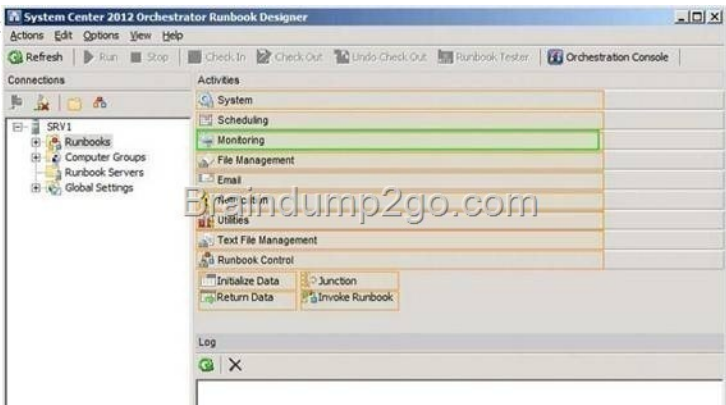 System Center 2012 Orchestrator Runbook Designer
Actions Edit Options View Help
Refresh Run Stop Check In Check Out Undo Check Out Runbook Tester Orchestration Console
Connections
Activities
SRV1
Runbooks
Computer Groups
Runbook Servers
Global Settings
System
Scheduling
Monitoring
File Management
Email
Notification
Utilities
Text File Management
Runbook Control
Initialize Data
Junction
Return Data
Invoke Runbook
Braindump2go.com
Log